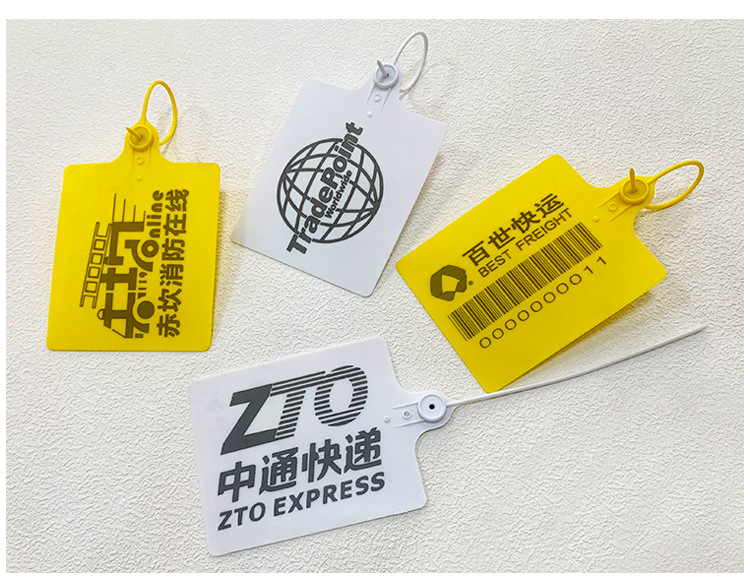 Online
赤坎消防在线
TradePoint
Worldwide
百世快运
BEST FREIGHT
0000000011
ZTO
中通快递
ZTO EXPRESS